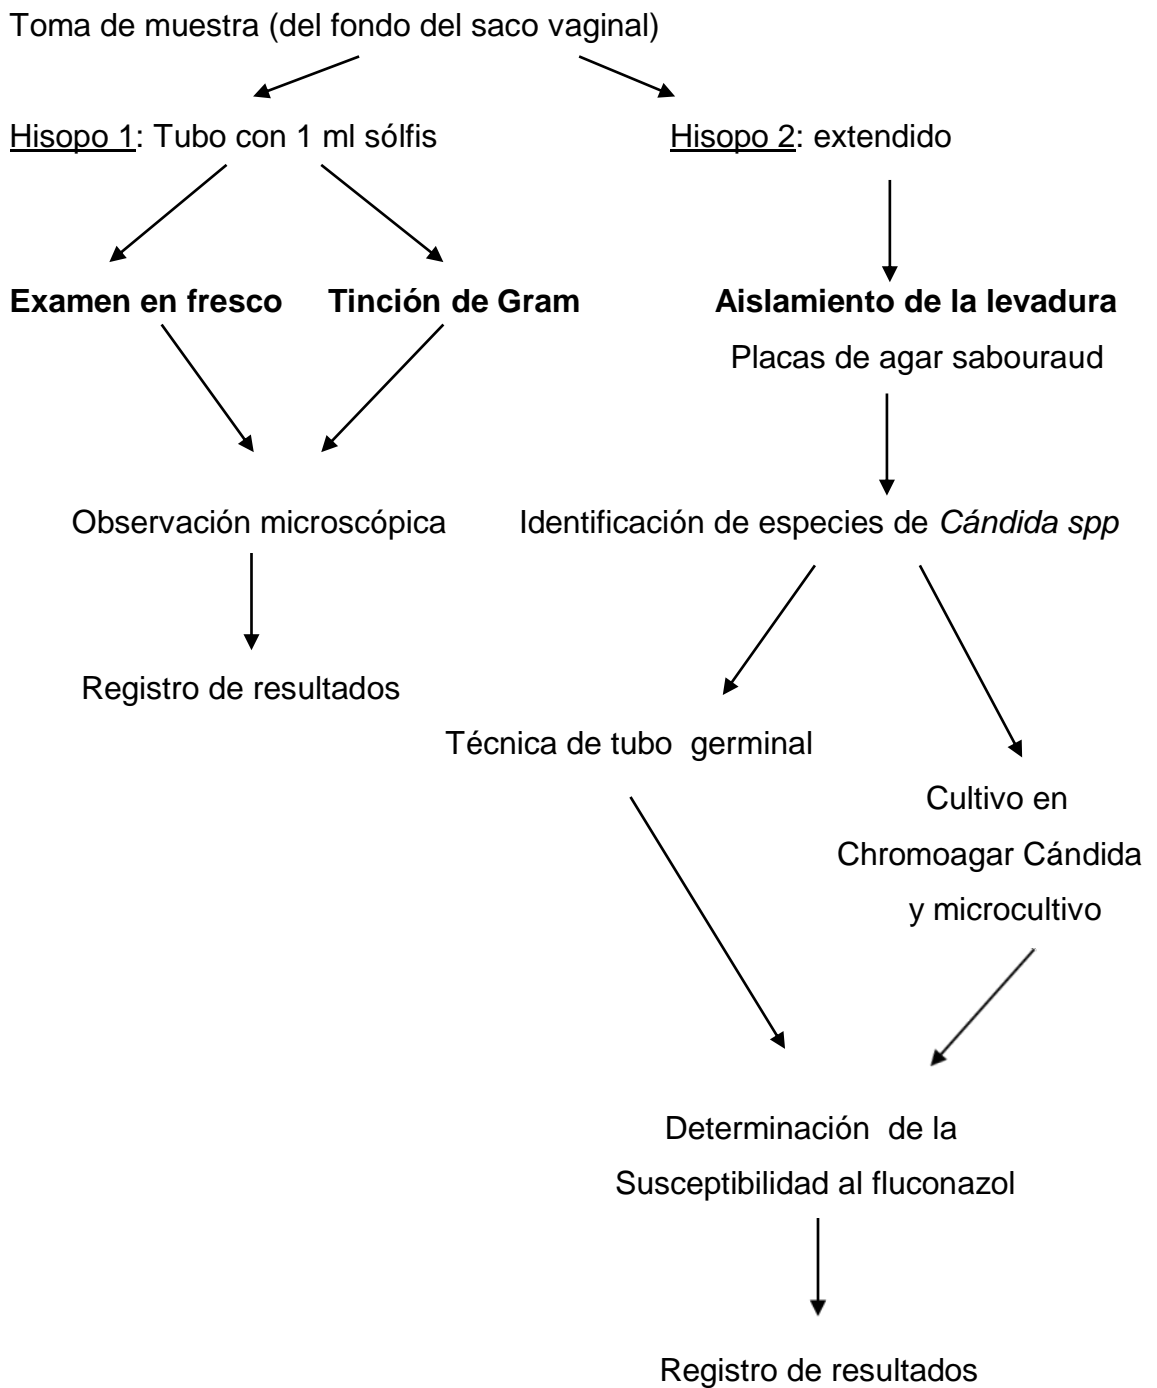 Toma de muestra (del fondo del saco vaginal)
Hisopo 1: Tubo con 1 ml sólfis
Hisopo 2: extendido
Examen en fresco
Tinción de Gram
Aislamiento de la levadura
Placas de agar sabouraud
Observación microscópica
Identificación de especies de Cándida spp
Registro de resultados
Técnica de tubo germinal
Cultivo en
Chromoagar Cándida
y microcultivo
Determinación de la
Susceptibilidad al fluconazol
Registro de resultados